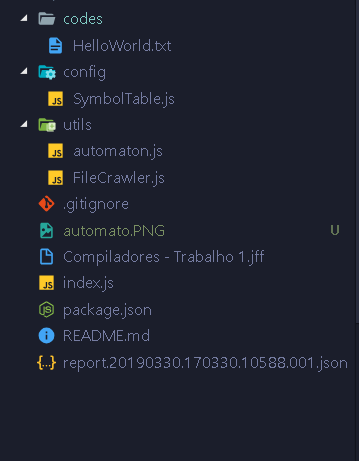 codes
HelloWorld.txt
config
JS SymbolTable.js
utils
JS automaton.js
JS FileCrawler.js
.gitignore
automato.PNG U
Compiladores - Trabalho 1.jff
JS index.js
package.json
README.md
{..} report.20190330.170330.10588.001.json